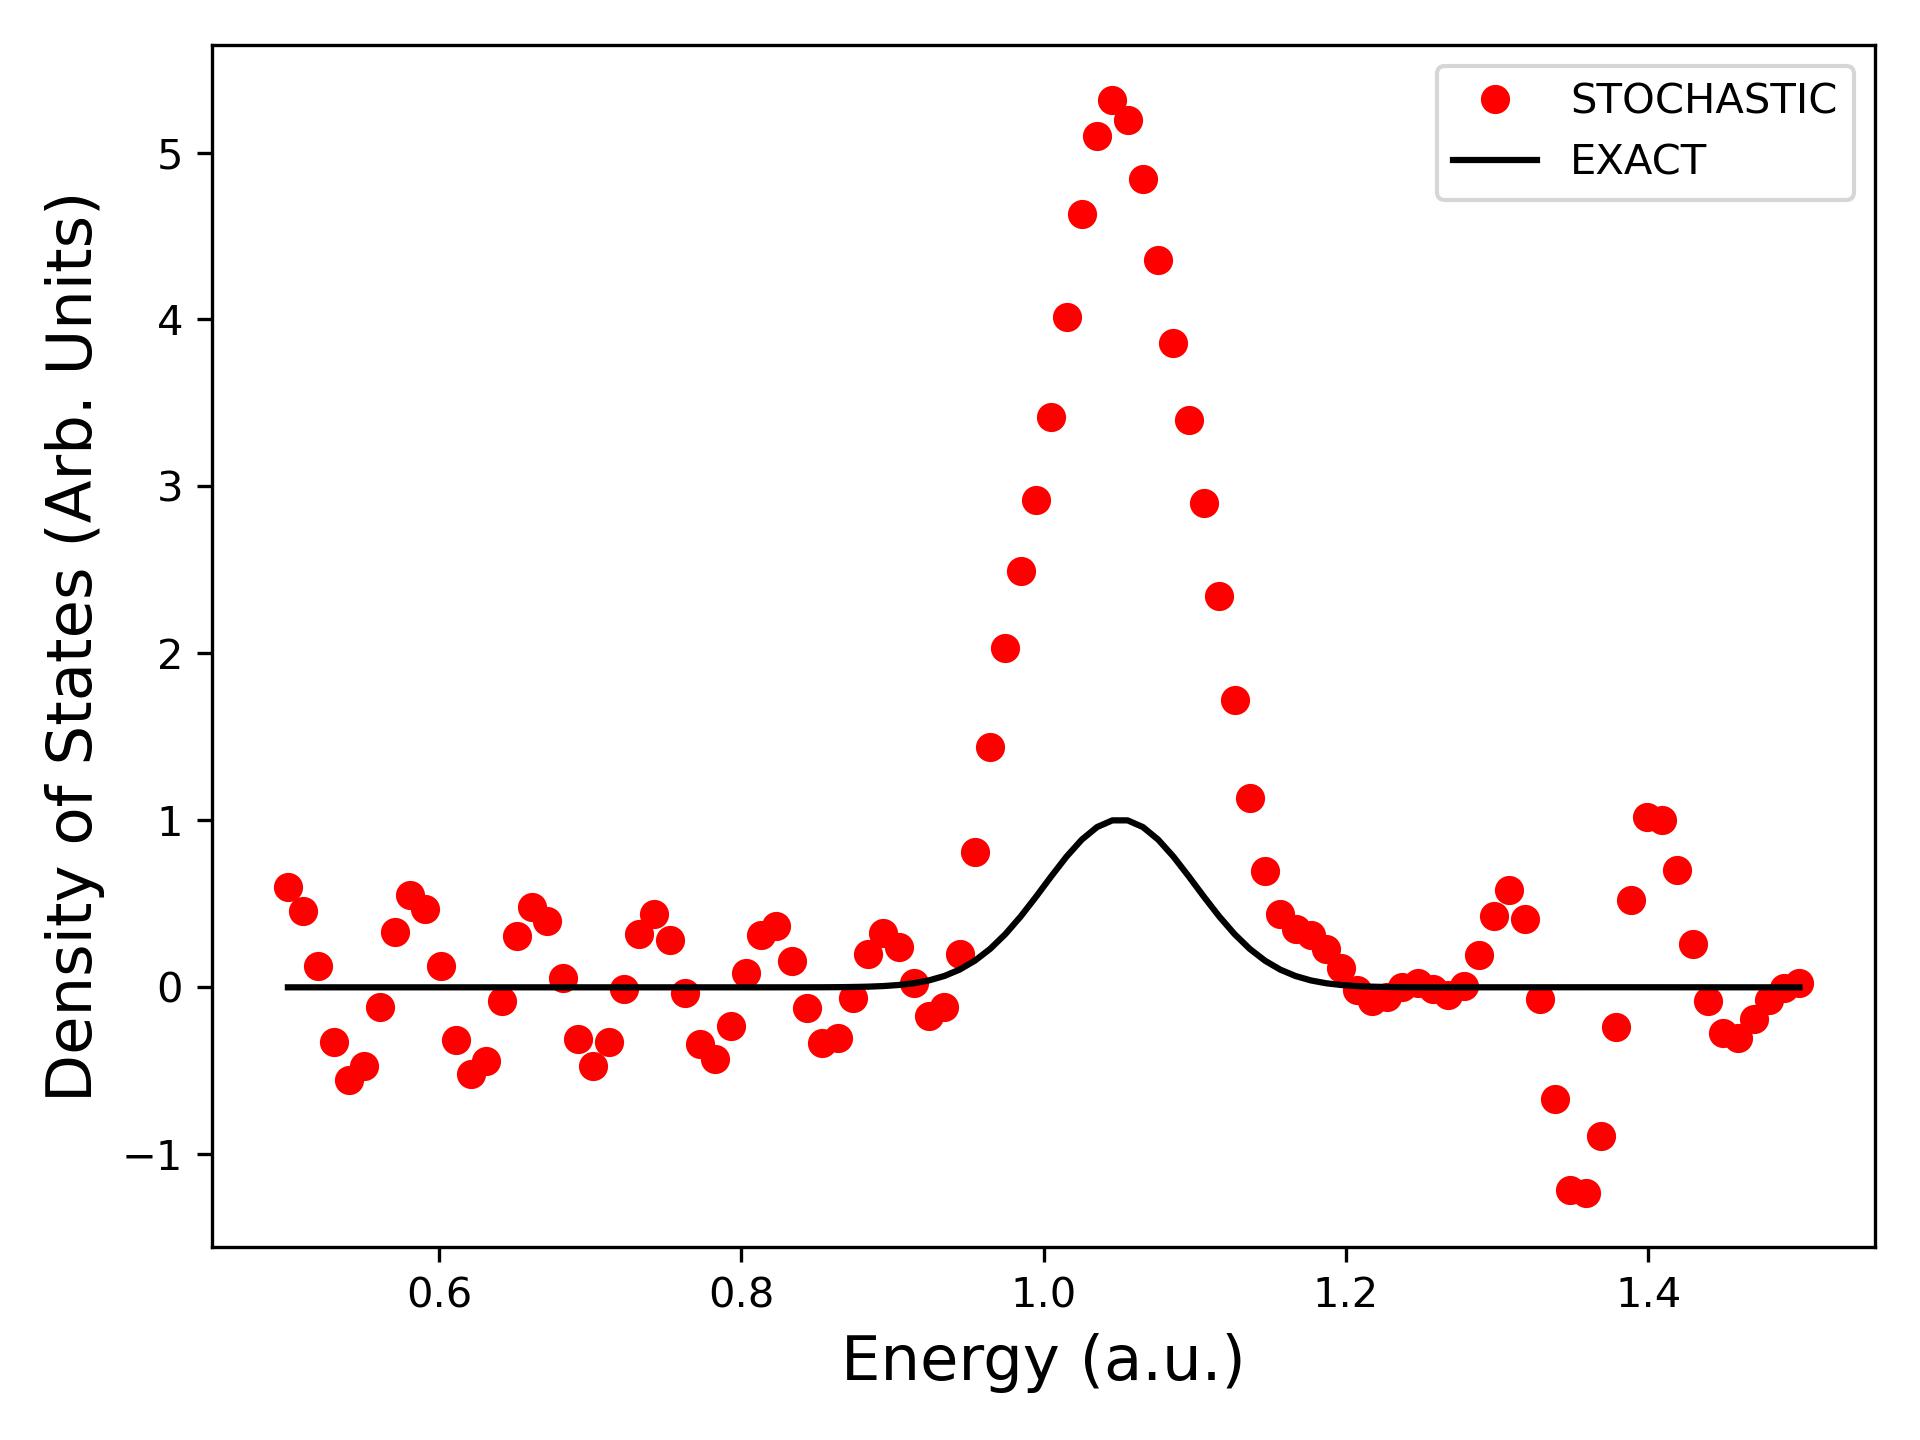 STOCHASTIC
EXACT
Density of States (Arb. Units)
5
4
3
2
1
0
−1
0.6 0.8 1.0 1.2 1.4
Energy (a.u.)